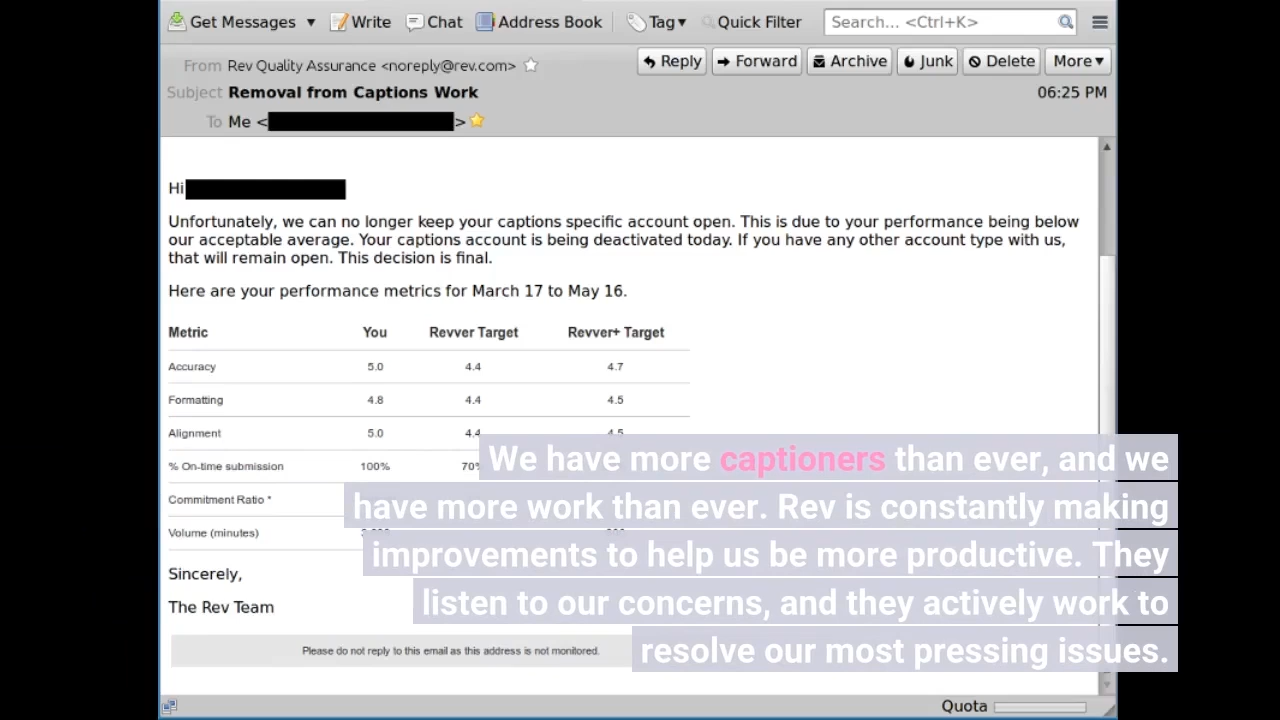 Get Messages Write Chat Address Book Tag Quick Filter Search... <Ctrl+K>
From Rev Quality Assurance <noreply@rev.com> Reply Forward Archive Junk Delete More
Subject Removal from Captions Work 06:25 PM
To Me < >
Hi
Unfortunately, we can no longer keep your captions specific account open. This is due to your performance being below
our acceptable average. Your captions account is being deactivated today. If you have any other account type with us,
that will remain open. This decision is final.
Here are your performance metrics for March 17 to May 16.
Metric You Revver Target Revver+ Target
Accuracy 5.0 4.4 4.7
Formatting 4.8 4.4 4.5
Alignment 5.0 4.4 4.5
% On-time submission 100% 70%
Commitment Ratio *
Volume (minutes)
We have more captioners than ever, and we
have more work than ever. Rev is constantly making
improvements to help us be more productive. They
listen to our concerns, and they actively work to
resolve our most pressing issues.
Sincerely,
The Rev Team
Please do not reply to this email as this address is not monitored.
Quota